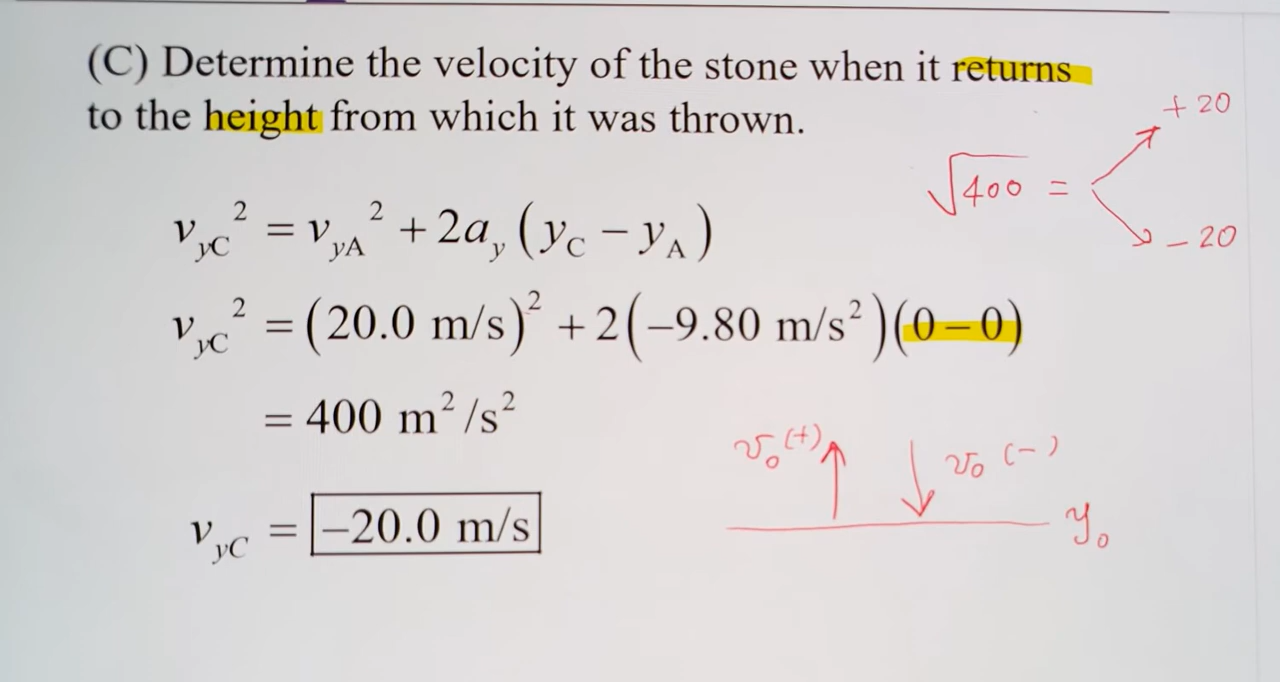 (C) Determine the velocity of the stone when it returns
to the height from which it was thrown.
+ 20
√400 =
– 20
v_yC² = v_yA² + 2a_y (y_C − y_A)
v_yC² = (20.0 m/s)² + 2(−9.80 m/s²)(0 − 0)
= 400 m²/s²
v₀ (+)
v₀ (−)
y₀
v_yC = −20.0 m/s